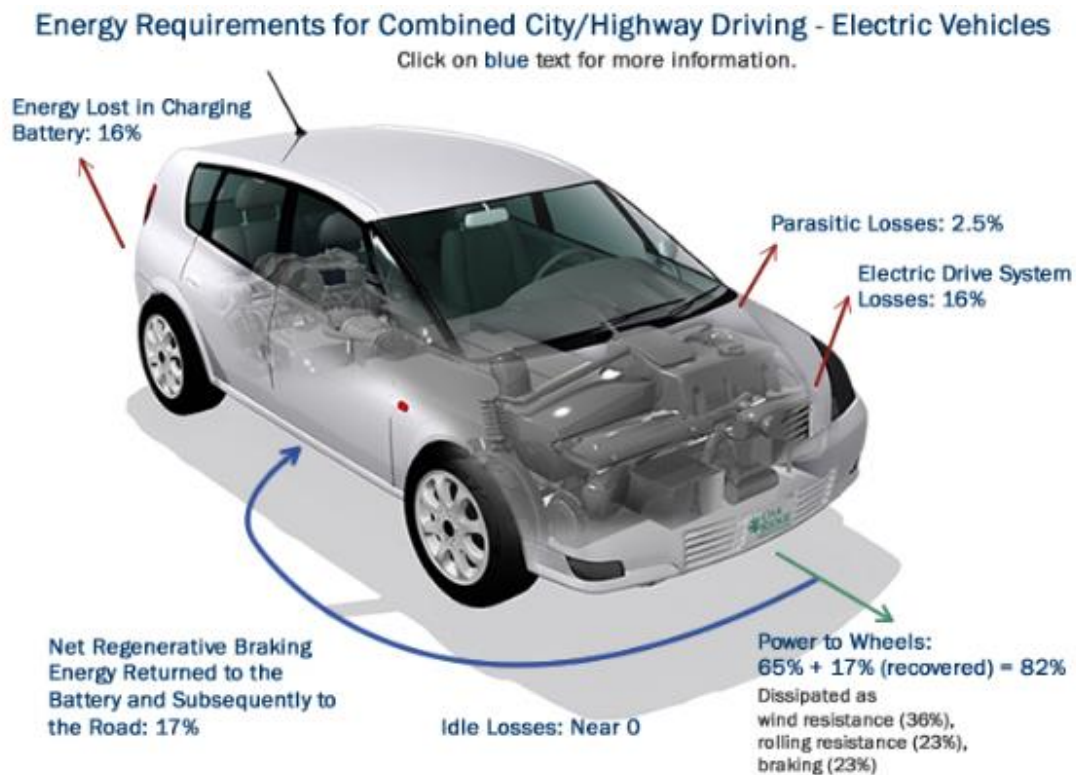 Energy Requirements for Combined City/Highway Driving - Electric Vehicles
Click on blue text for more information.
Energy Lost in Charging
Battery: 16%
Parasitic Losses: 2.5%
Electric Drive System
Losses: 16%
OAK
RIDGE
Net Regenerative Braking
Energy Returned to the
Battery and Subsequently to
the Road: 17%
Idle Losses: Near 0
Power to Wheels:
65% + 17% (recovered) = 82%
Dissipated as
wind resistance (36%),
rolling resistance (23%),
braking (23%)